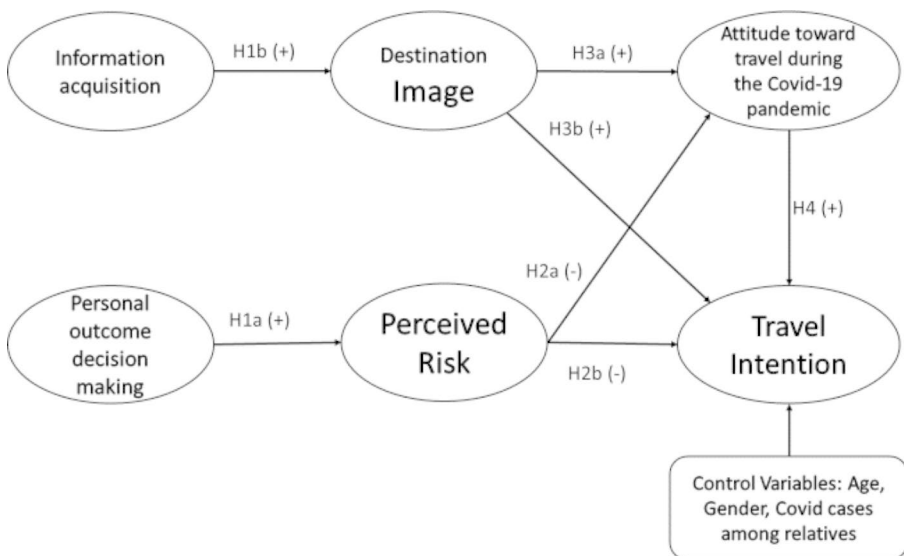 Information
acquisition
H1b (+)
Destination
Image
H3a (+)
Attitude toward
travel during
the Covid-19
pandemic
H3b (+)
H4 (+)
H2a (-)
Personal
outcome
decision
making
H1a (+)
Perceived
Risk
H2b (-)
Travel
Intention
Control Variables: Age,
Gender, Covid cases
among relatives